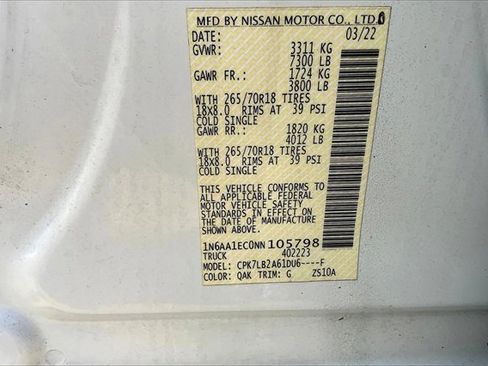 MFD BY NISSAN MOTOR CO., LTD.
DATE: 03/22
GVWR: 3311 KG
7300 LB
GAWR FR.: 1724 KG
3800 LB
WITH 265/70R18 TIRES
18x8.0 RIMS AT 39 PSI
COLD SINGLE
GAWR RR.: 1820 KG
4012 LB
WITH 265/70R18 TIRES
18x8.0 RIMS AT 39 PSI
COLD SINGLE
THIS VEHICLE CONFORMS TO
ALL APPLICABLE FEDERAL
MOTOR VEHICLE SAFETY
STANDARDS IN EFFECT ON
THE DATE OF MANUFACTURE
SHOWN ABOVE.
1N6AA1EC0NN105798
TRUCK 402223
MODEL: CPK7LB2A61DU6----F
COLOR: QAK TRIM: G ZS10A